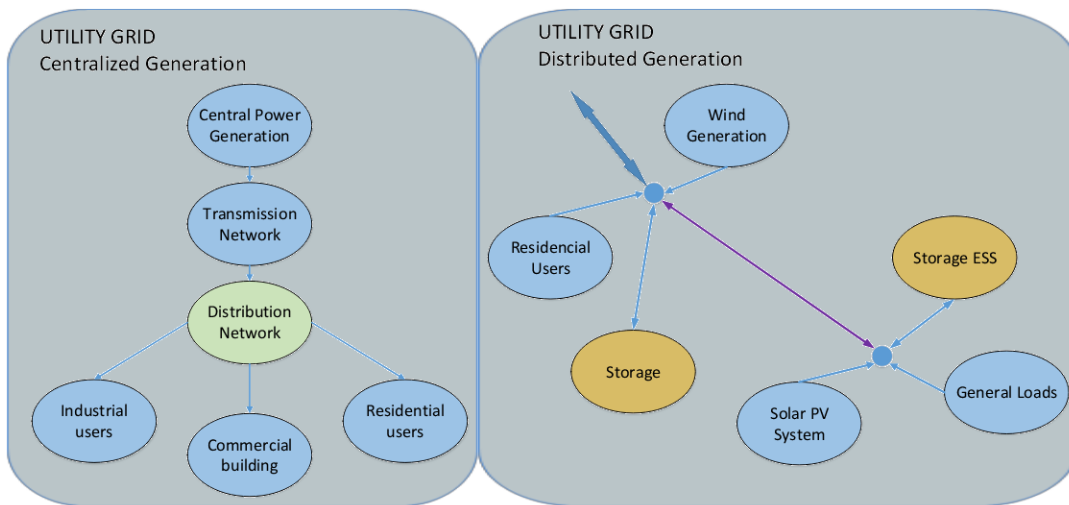 UTILITY GRID
Centralized Generation
Central Power
Generation
Transmission
Network
Distribution
Network
Industrial
users
Commercial
building
Residential
users
UTILITY GRID
Distributed Generation
Wind
Generation
Residencial
Users
Storage
Storage ESS
Solar PV
System
General Loads